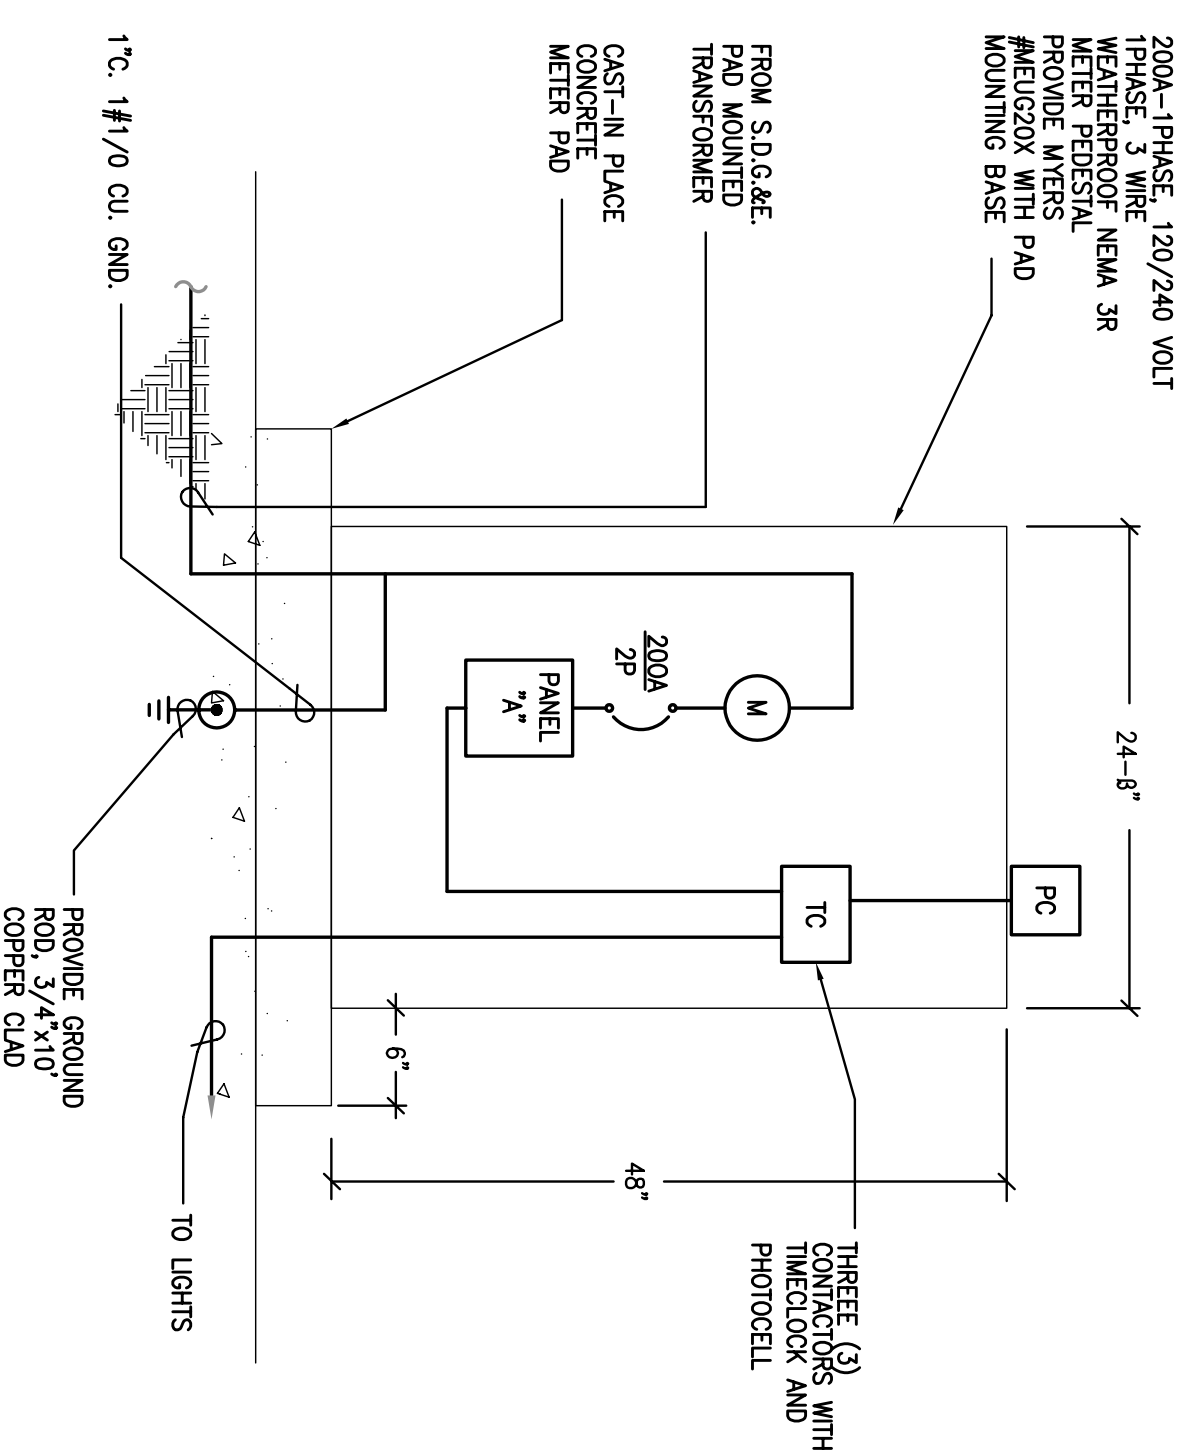 200A-1PHASE, 120/240 VOLT
1PHASE, 3 WIRE
WEATHERPROOF NEMA 3R
METER PEDESTAL
PROVIDE MYERS
#MEUG20X WITH PAD
MOUNTING BASE
FROM S.D.G.&E.
PAD MOUNTED
TRANSFORMER
CAST-IN PLACE
CONCRETE
METER PAD
1"C. 1#1/0 CU. GND.
24-β"
PC
TC
M
200A
2P
PANEL
"A"
6"
48"
THREEE (3)
CONTACTORS WITH
TIMECLOCK AND
PHOTOCELL
TO LIGHTS
PROVIDE GROUND
ROD, 3/4"x10'
COPPER CLAD